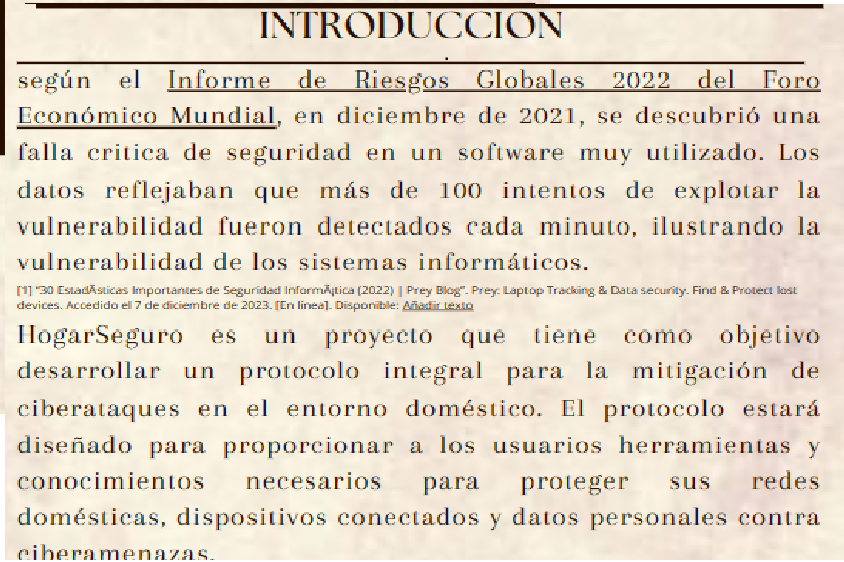 INTRODUCCION
según el Informe de Riesgos Globales 2022 del Foro
Económico Mundial, en diciembre de 2021, se descubrió una
falla critica de seguridad en un software muy utilizado. Los
datos reflejaban que más de 100 intentos de explotar la
vulnerabilidad fueron detectados cada minuto, ilustrando la
vulnerabilidad de los sistemas informáticos.
[1] “30 EstadÃsticas Importantes de Seguridad InformÃ¡tica (2022) | Prey Blog”. Prey: Laptop Tracking & Data security. Find & Protect lost
devices. Accedido el 7 de diciembre de 2023. [En línea]. Disponible: Añadir texto
HogarSeguro es un proyecto que tiene como objetivo
desarrollar un protocolo integral para la mitigación de
ciberataques en el entorno doméstico. El protocolo estará
diseñado para proporcionar a los usuarios herramientas y
conocimientos necesarios para proteger sus redes
domésticas, dispositivos conectados y datos personales contra
ciberamenazas.